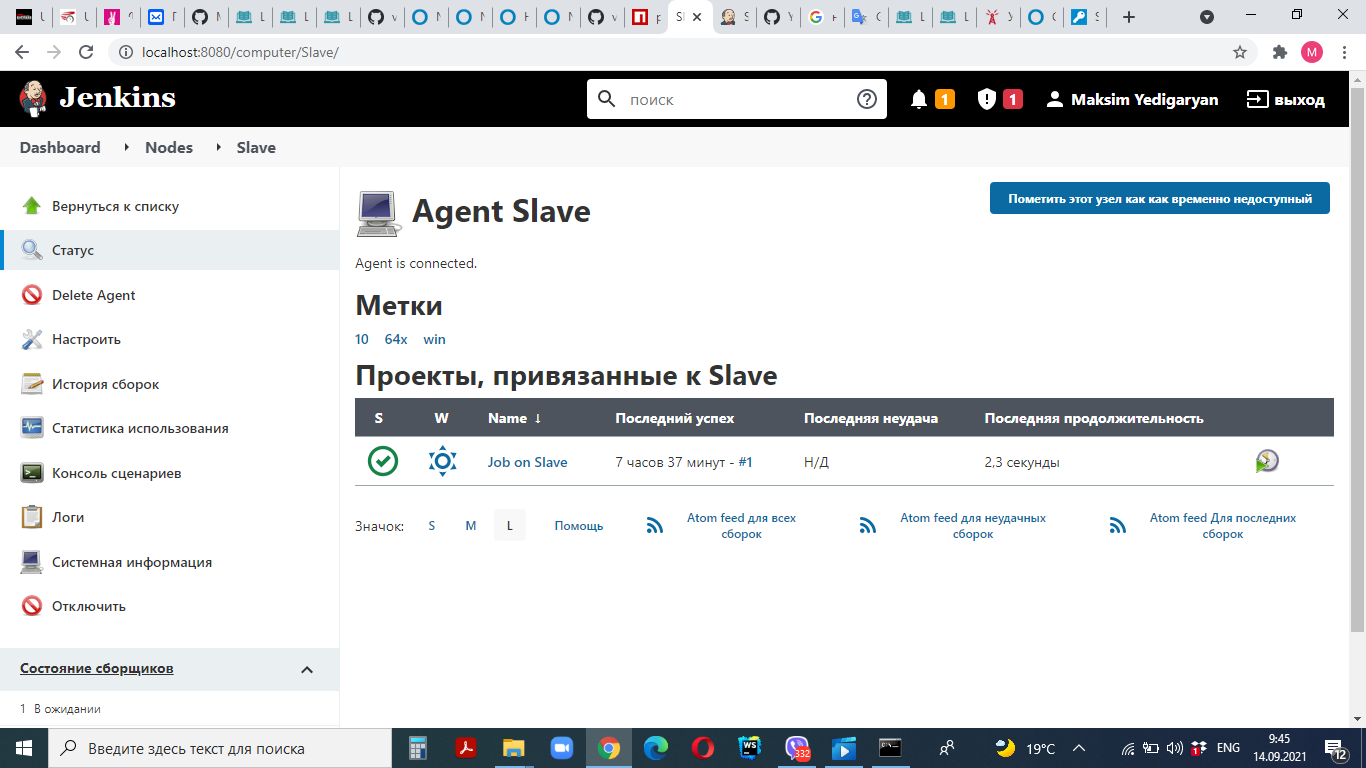 localhost:8080/computer/Slave/
M
Jenkins
поиск
1
1
Maksim Yedigaryan
выход
Dashboard
Nodes
Slave
Вернуться к списку
Статус
Delete Agent
Настроить
История сборок
Статистика использования
Консоль сценариев
Логи
Системная информация
Отключить
Состояние сборщиков
1 В ожидании
Agent Slave
Пометить этот узел как как временно недоступный
Agent is connected.
Метки
10 64x win
Проекты, привязанные к Slave
S W Name ↓ Последний успех Последняя неудача Последняя продолжительность
Job on Slave 7 часов 37 минут - #1 Н/Д 2,3 секунды
Значок: S M L Помощь
Atom feed для всех
сборок
Atom feed для неудачных
сборок
Atom feed Для последних
сборок
Введите здесь текст для поиска
WS
332
19°C
1
ENG
9:45
14.09.2021
12